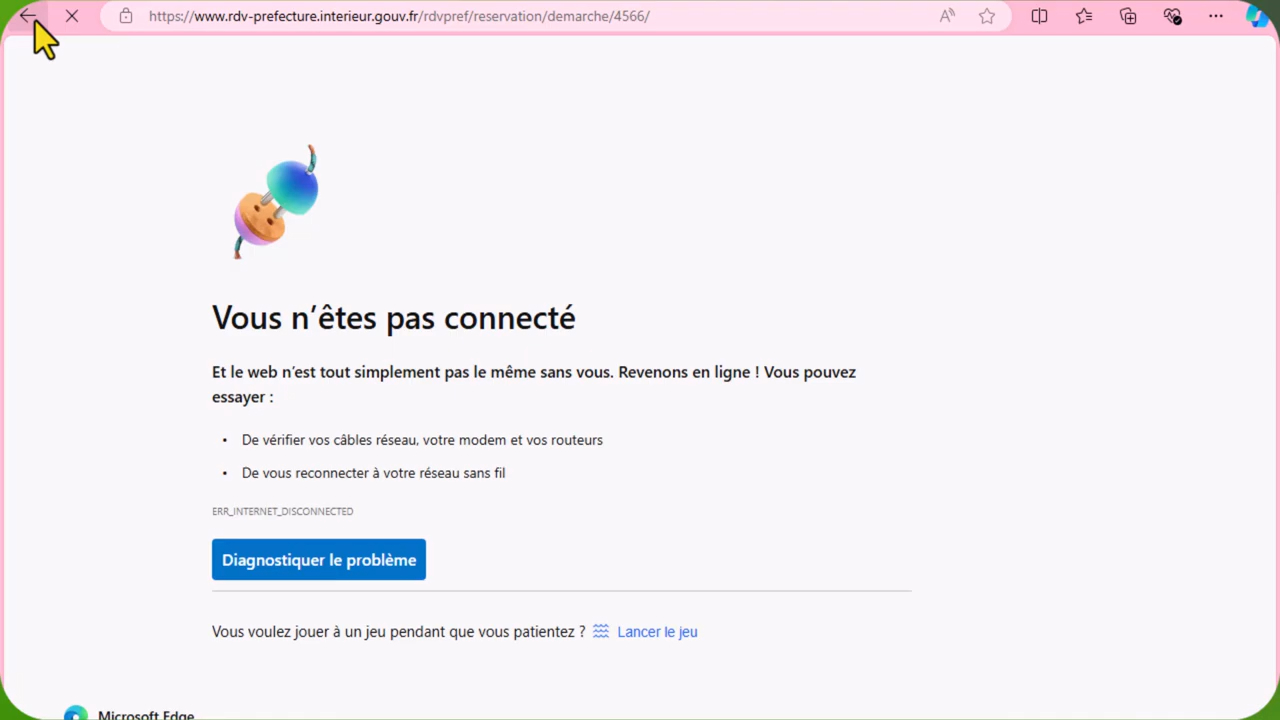 https://www.rdv-prefecture.interieur.gouv.fr/rdvpref/reservation/demarche/4566/
Vous n’êtes pas connecté
Et le web n’est tout simplement pas le même sans vous. Revenons en ligne ! Vous pouvez
essayer :
• De vérifier vos câbles réseau, votre modem et vos routeurs
• De vous reconnecter à votre réseau sans fil
ERR_INTERNET_DISCONNECTED
Diagnostiquer le problème
Vous voulez jouer à un jeu pendant que vous patientez ? Lancer le jeu
Microsoft Edge